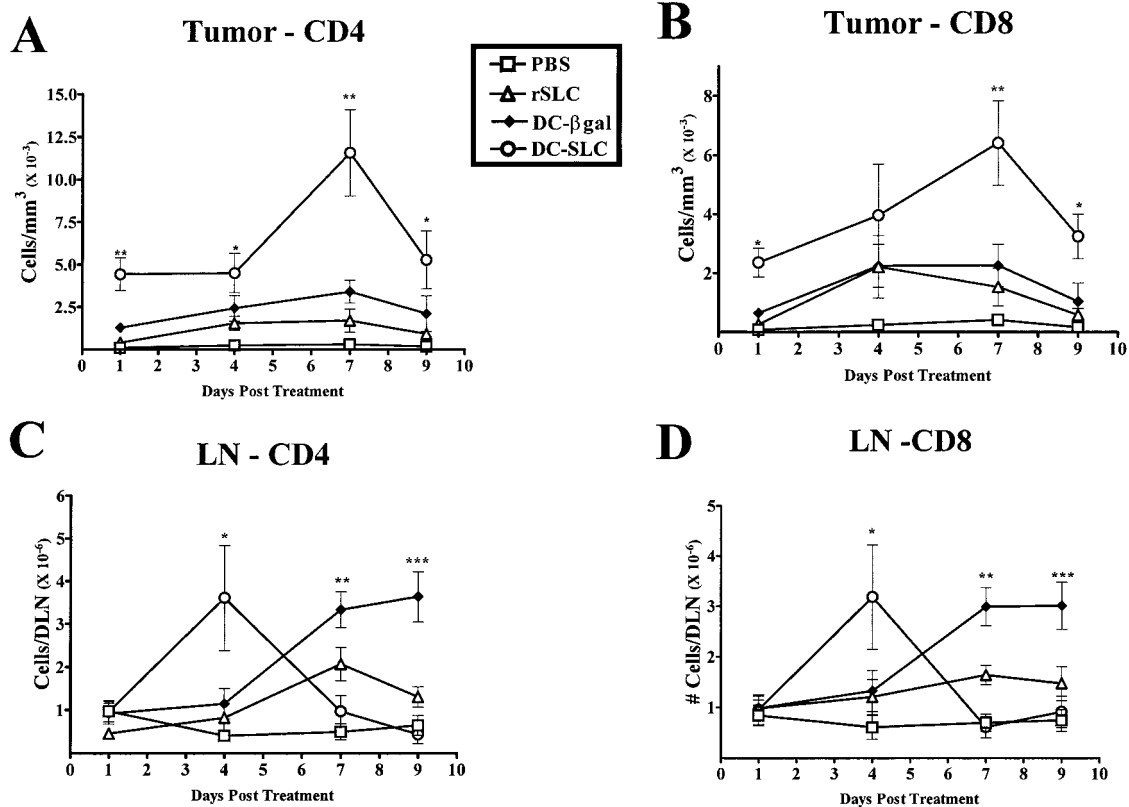 A
Tumor - CD4
PBS
rSLC
DC-βgal
DC-SLC
Cells/mm³ (X 10⁻³)
15.0
12.5
10.0
7.5
5.0
2.5
**
*
**
*
0 1 2 3 4 5 6 7 8 9 10
Days Post Treatment
B
Tumor - CD8
Cells/mm³ (X 10⁻³)
8
6
4
2
*
**
*
0 1 2 3 4 5 6 7 8 9 10
Days Post Treatment
C
LN - CD4
Cells/DLN (X 10⁻⁶)
6
5
4
3
2
1
*
**
***
0 1 2 3 4 5 6 7 8 9 10
Days Post Treatment
D
LN -CD8
# Cells/DLN (X 10⁻⁶)
5
4
3
2
1
*
**
***
0 1 2 3 4 5 6 7 8 9 10
Days Post Treatment